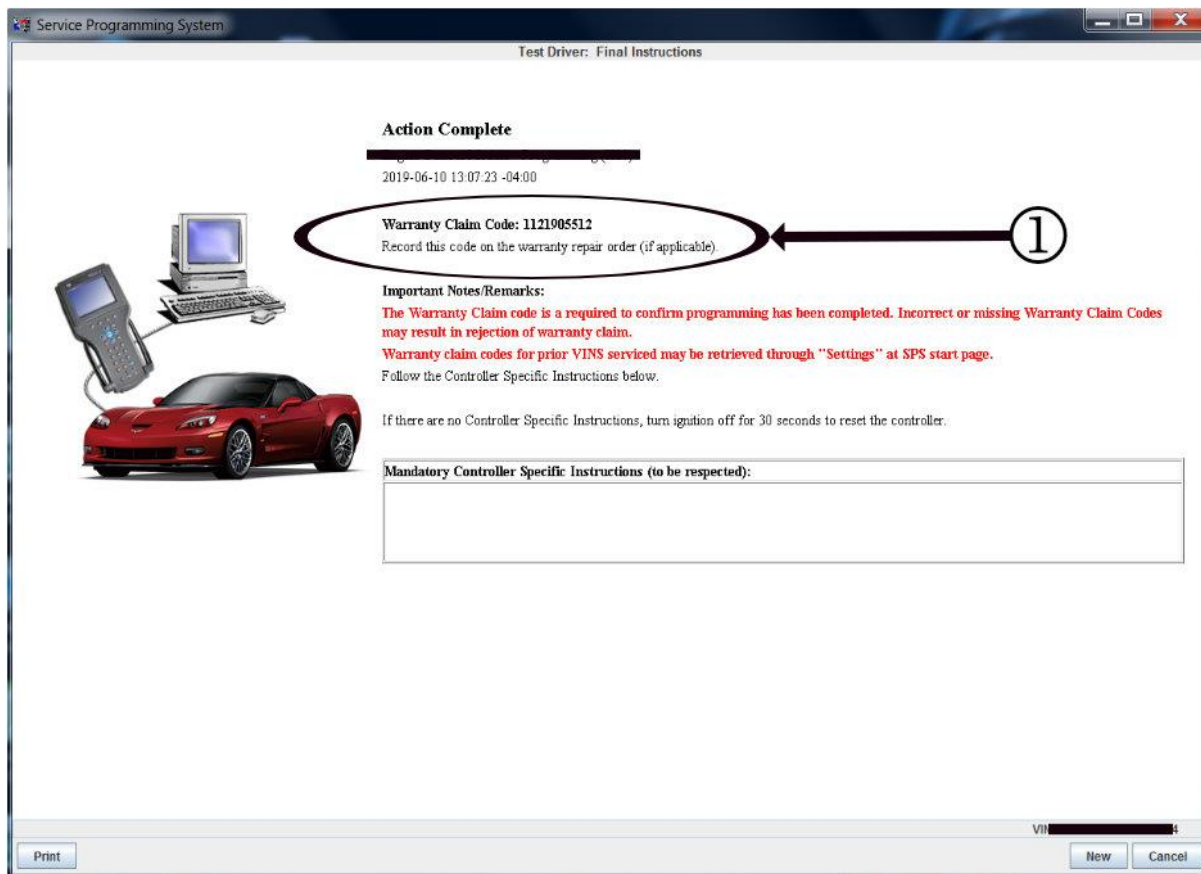 Service Programming System
Test Driver: Final Instructions
Action Complete
2019-06-10 13:07:23 -04:00
Warranty Claim Code: 1121905512
Record this code on the warranty repair order (if applicable).
1
Important Notes/Remarks:
The Warranty Claim code is a required to confirm programming has been completed. Incorrect or missing Warranty Claim Codes
may result in rejection of warranty claim.
Warranty claim codes for prior VINS serviced may be retrieved through "Settings" at SPS start page.
Follow the Controller Specific Instructions below.
If there are no Controller Specific Instructions, turn ignition off for 30 seconds to reset the controller.
Mandatory Controller Specific Instructions (to be respected):
4
Print
New
Cancel